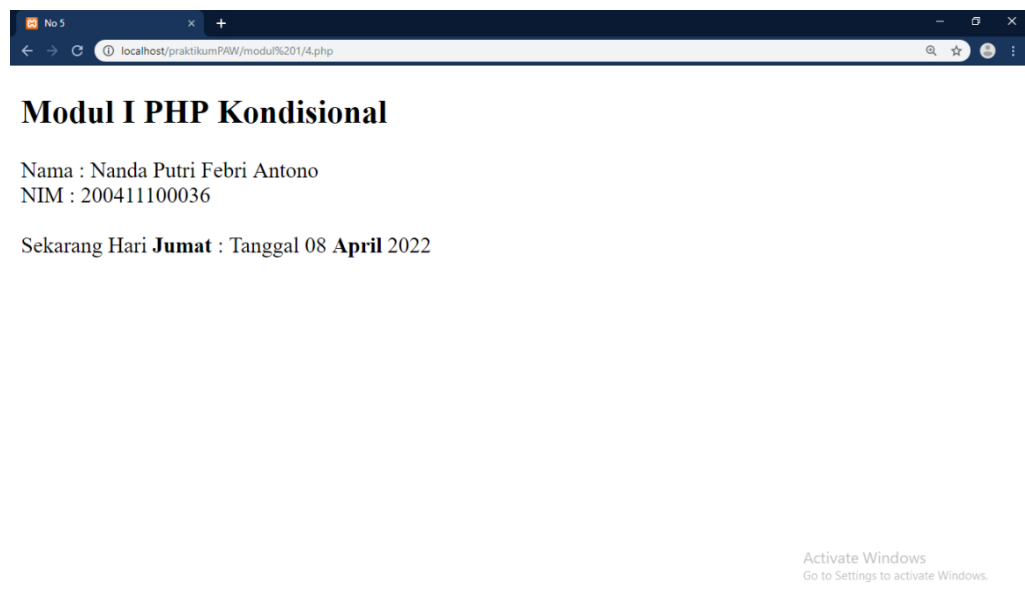 No 5
localhost/praktikumPAW/modul%201/4.php
Modul I PHP Kondisional
Nama : Nanda Putri Febri Antono
NIM : 200411100036
Sekarang Hari Jumat : Tanggal 08 April 2022
Activate Windows
Go to Settings to activate Windows.